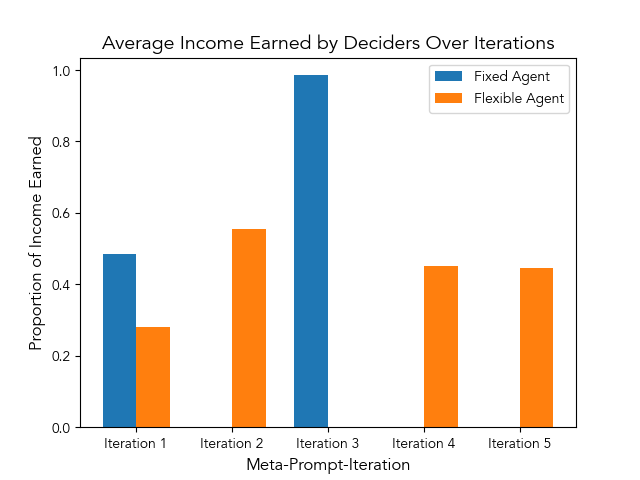 Average Income Earned by Deciders Over Iterations
Fixed Agent
Flexible Agent
Proportion of Income Earned
1.0
0.8
0.6
0.4
0.2
0.0
Iteration 1
Iteration 2
Iteration 3
Iteration 4
Iteration 5
Meta-Prompt-Iteration